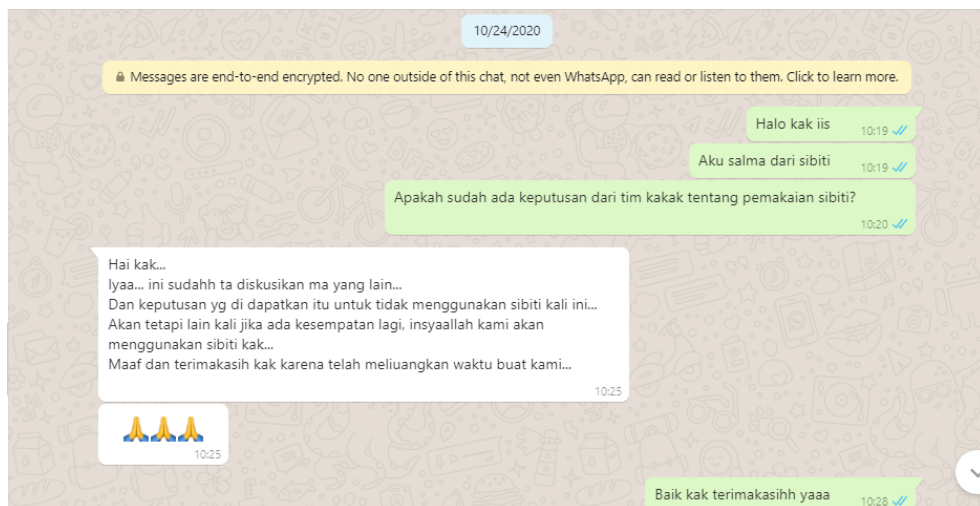 10/24/2020
Messages are end-to-end encrypted. No one outside of this chat, not even WhatsApp, can read or listen to them. Click to learn more.
Halo kak iis
10:19
Aku salma dari sibiti
10:19
Apakah sudah ada keputusan dari tim kakak tentang pemakaian sibiti?
10:20
Hai kak...
Iyaa... ini sudahh ta diskusikan ma yang lain...
Dan keputusan yg di dapatkan itu untuk tidak menggunakan sibiti kali ini...
Akan tetapi lain kali jika ada kesempatan lagi, insyaallah kami akan
menggunakan sibiti kak...
Maaf dan terimakasih kak karena telah meliuangkan waktu buat kami...
10:25
🙏🙏🙏
10:25
Baik kak terimakasihh yaaa
10:28